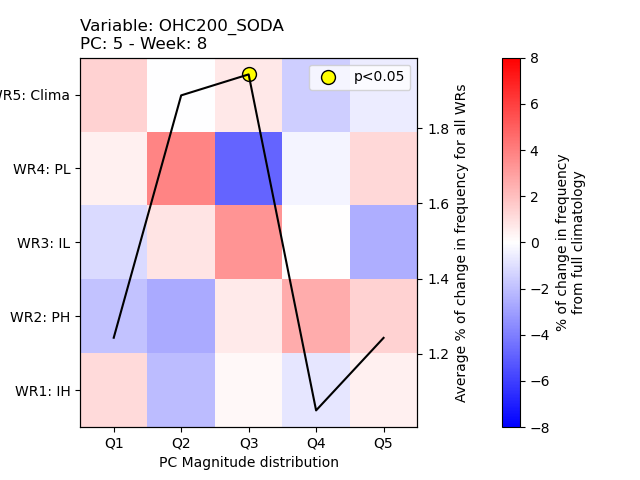 Variable: OHC200_SODA
PC: 5 - Week: 8
p<0.05
R5: Clima
WR4: PL
WR3: IL
WR2: PH
WR1: IH
Q1 Q2 Q3 Q4 Q5
PC Magnitude distribution
1.8
1.6
1.4
1.2
Average % of change in frequency for all WRs
8
6
4
2
0
−2
−4
−6
−8
% of change in frequency
from full climatology